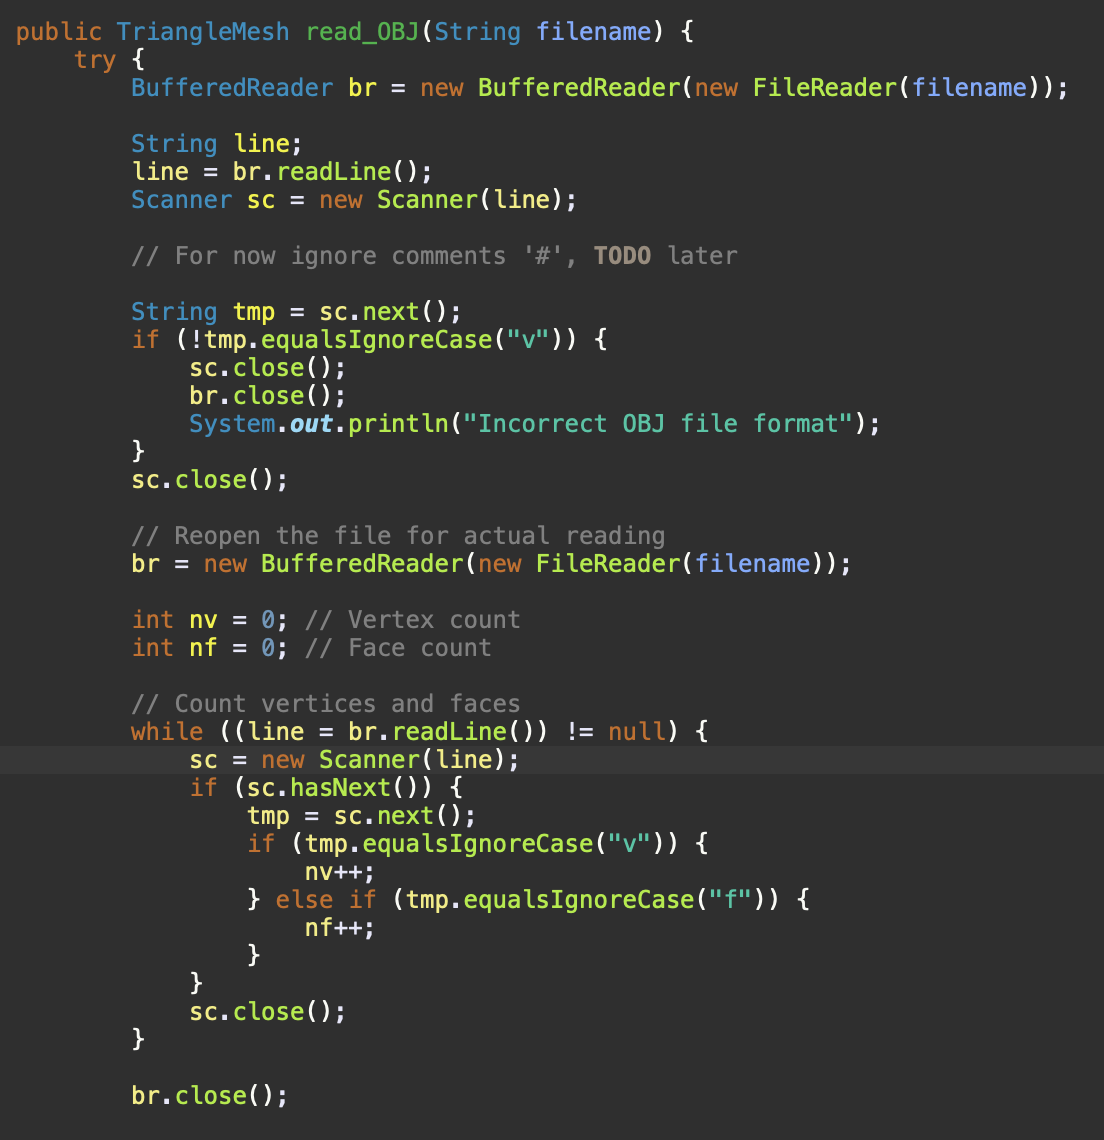 public TriangleMesh read_OBJ(String filename) {
    try {
        BufferedReader br = new BufferedReader(new FileReader(filename));

        String line;
        line = br.readLine();
        Scanner sc = new Scanner(line);

        // For now ignore comments '#', TODO later

        String tmp = sc.next();
        if (!tmp.equalsIgnoreCase("v")) {
            sc.close();
            br.close();
            System.out.println("Incorrect OBJ file format");
        }
        sc.close();

        // Reopen the file for actual reading
        br = new BufferedReader(new FileReader(filename));

        int nv = 0; // Vertex count
        int nf = 0; // Face count

        // Count vertices and faces
        while ((line = br.readLine()) != null) {
            sc = new Scanner(line);
            if (sc.hasNext()) {
                tmp = sc.next();
                if (tmp.equalsIgnoreCase("v")) {
                    nv++;
                } else if (tmp.equalsIgnoreCase("f")) {
                    nf++;
                }
            }
            sc.close();
        }

        br.close();